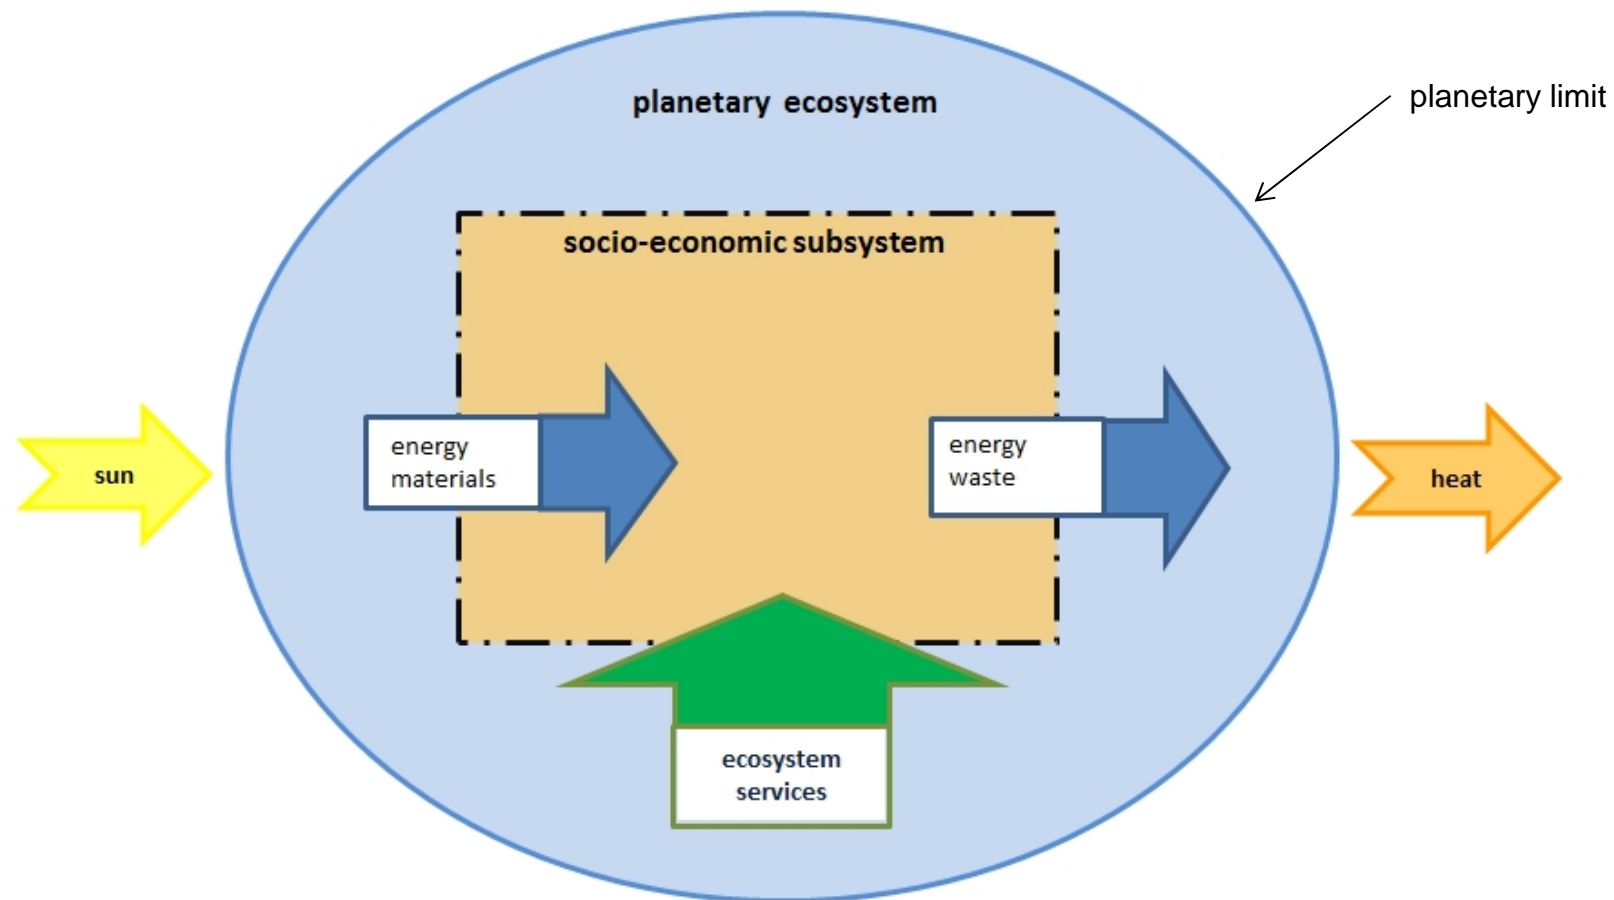 planetary ecosystem
planetary limit
socio-economic subsystem
sun
energy
materials
energy
waste
heat
ecosystem
services